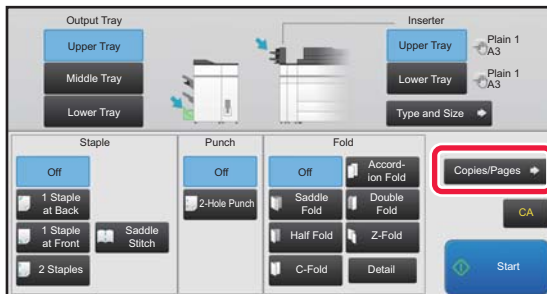 Output Tray
Inserter
Upper Tray
Upper Tray
Plain 1
A3
Middle Tray
Lower Tray
Plain 1
A3
Lower Tray
Type and Size
Staple
Punch
Fold
Off
Off
Off
Accord-
ion Fold
Copies/Pages
1 Staple
at Back
2-Hole Punch
Saddle
Fold
Double
Fold
CA
1 Staple
at Front
Saddle
Stitch
Half Fold
Z-Fold
2 Staples
C-Fold
Detail
Start